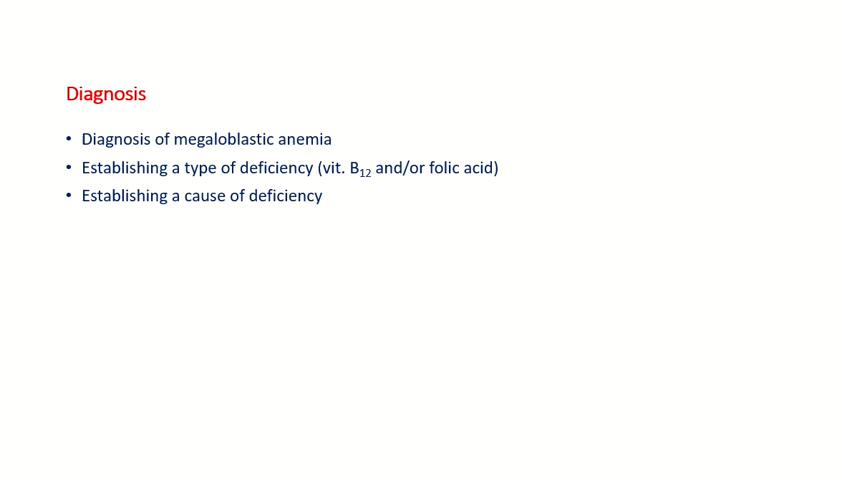 Diagnosis
• Diagnosis of megaloblastic anemia
• Establishing a type of deficiency (vit. B₁₂ and/or folic acid)
• Establishing a cause of deficiency